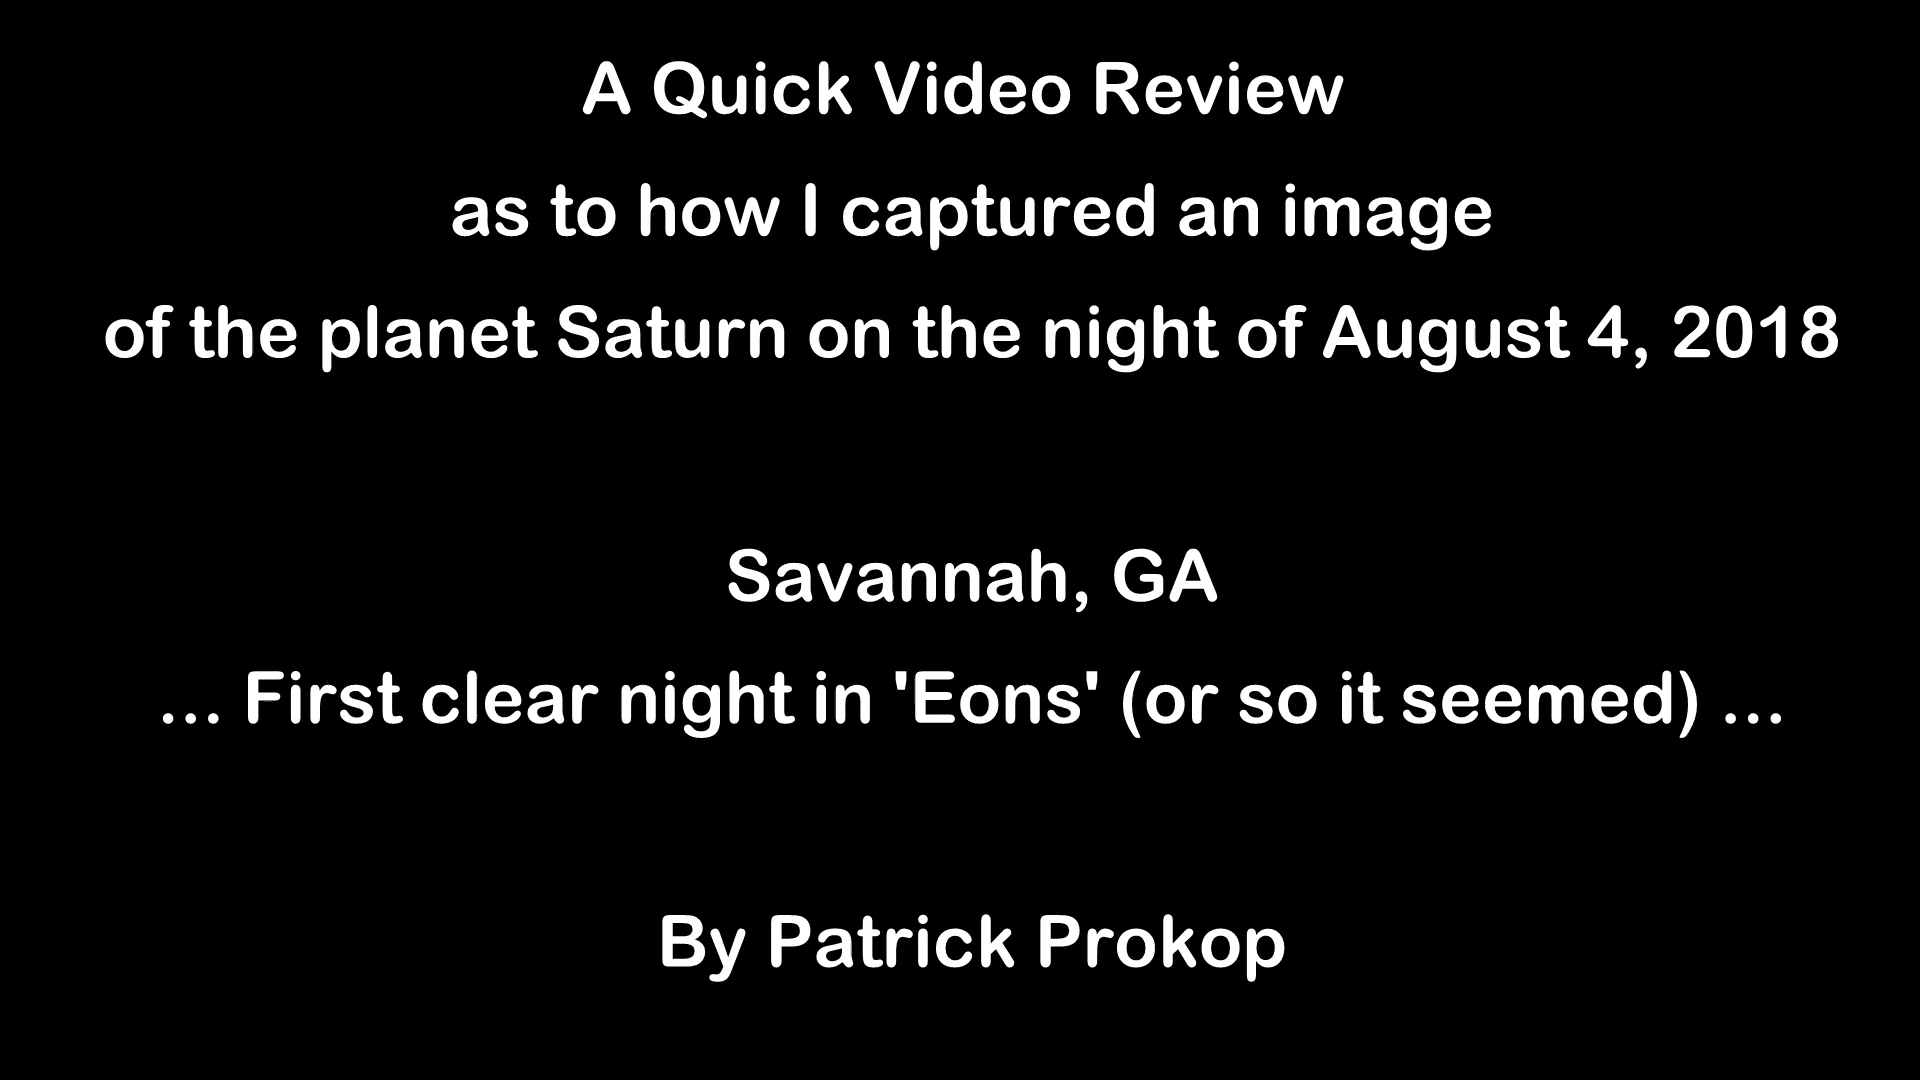 A Quick Video Review
as to how I captured an image
of the planet Saturn on the night of August 4, 2018
Savannah, GA
... First clear night in 'Eons' (or so it seemed) ...
By Patrick Prokop